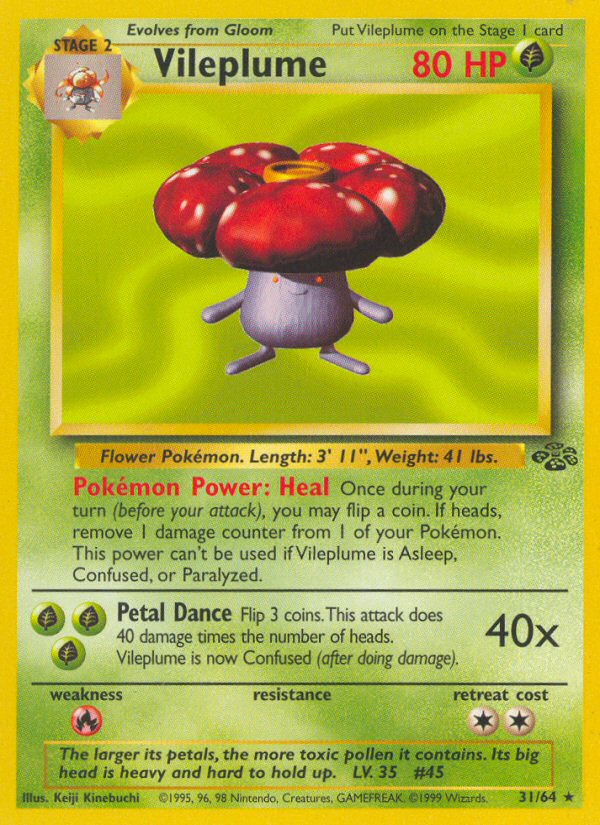 Evolves from Gloom
Put Vileplume on the Stage 1 card
STAGE 2
Vileplume
80 HP
Flower Pokémon. Length: 3' 11", Weight: 41 lbs.
Pokémon Power: Heal Once during your
turn (before your attack), you may flip a coin. If heads,
remove 1 damage counter from 1 of your Pokémon.
This power can't be used if Vileplume is Asleep,
Confused, or Paralyzed.
Petal Dance Flip 3 coins. This attack does
40 damage times the number of heads.
Vileplume is now Confused (after doing damage).
40x
weakness
resistance
retreat cost
The larger its petals, the more toxic pollen it contains. Its big
head is heavy and hard to hold up. LV. 35 #45
Illus. Keiji Kinebuchi ©1995, 96, 98 Nintendo, Creatures, GAMEFREAK. ©1999 Wizards. 31/64 ★